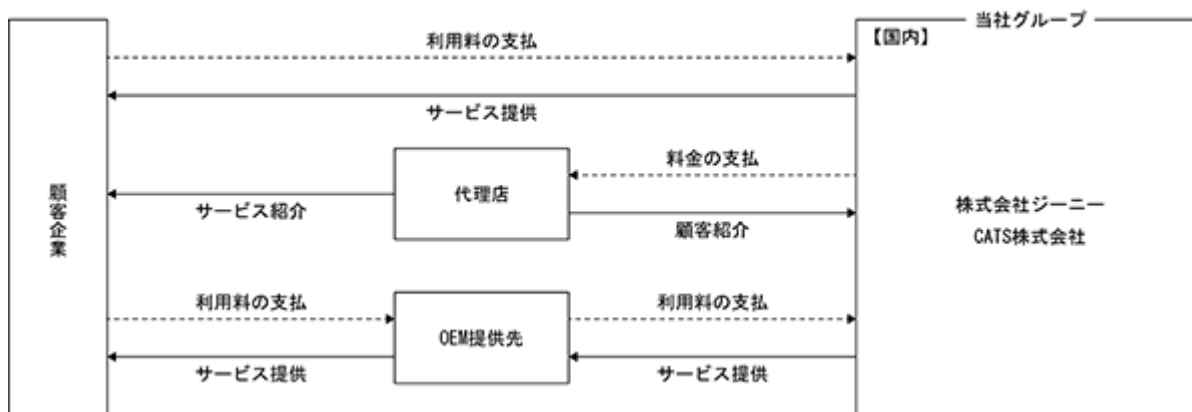 当社グループ
【国内】
利用料の支払
サービス提供
料金の支払
代理店
サービス紹介
顧客紹介
顧客企業
株式会社ジーニー
CATS株式会社
利用料の支払
利用料の支払
OEM提供先
サービス提供
サービス提供